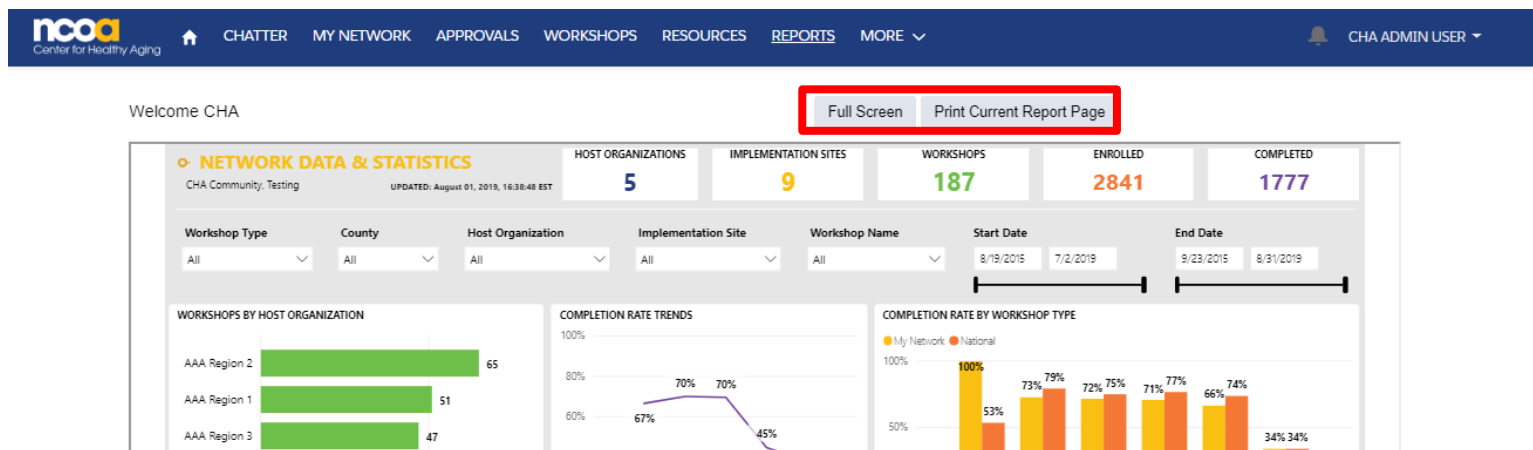 ncoa
Center for Healthy Aging
CHATTER MY NETWORK APPROVALS WORKSHOPS RESOURCES REPORTS MORE
CHA ADMIN USER
Welcome CHA
Full Screen Print Current Report Page
NETWORK DATA & STATISTICS
CHA Community, Testing
UPDATED: August 01, 2019, 16:38:48 EST
HOST ORGANIZATIONS
5
IMPLEMENTATION SITES
9
WORKSHOPS
187
ENROLLED
2841
COMPLETED
1777
Workshop Type
All
County
All
Host Organization
All
Implementation Site
All
Workshop Name
All
Start Date
8/19/2015 7/2/2019
End Date
9/23/2015 8/31/2019
WORKSHOPS BY HOST ORGANIZATION
AAA Region 2 65
AAA Region 1 51
AAA Region 3 47
COMPLETION RATE TRENDS
100%
80%
60%
67%
70%
70%
45%
COMPLETION RATE BY WORKSHOP TYPE
My Network National
100%
50%
100%
53%
73%
79%
72%
75%
71%
77%
66%
74%
34% 34%